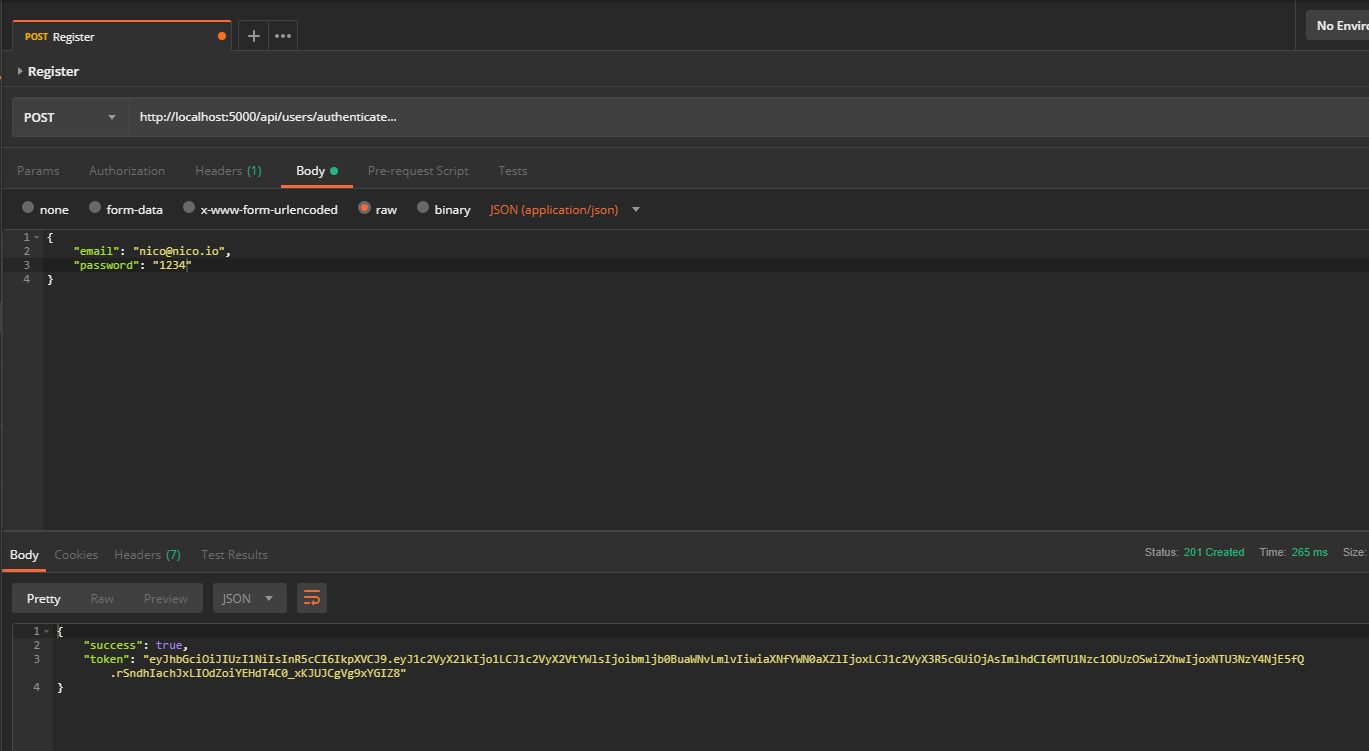 POST Register
No Enviro
Register
POST http://localhost:5000/api/users/authenticate...
Params Authorization Headers (1) Body Pre-request Script Tests
none form-data x-www-form-urlencoded raw binary JSON (application/json)
1 {
2 "email": "nico@nico.io",
3 "password": "1234"
4 }
Body Cookies Headers (7) Test Results Status: 201 Created Time: 265 ms Size:
Pretty Raw Preview JSON
1 {
2 "success": true,
3 "token": "eyJhbGciOiJIUzI1NiIsInR5cCI6IkpXVCJ9.eyJ1c2VyX2lkIjo1LCJ1c2VyX2VtYWlsIjoibmljb0BuaWNvLmlvIiwiaXNfYWN0aXZlIjoxLCJ1c2VyX3R5cGUiOjAsImlhdCI6MTU1Nzc1ODUzOSwiZXhwIjoxNTU3NzY4NjE5fQ
.rSndhIachJxLIOdZoiYEHdT4C0_xKJUJCgVg9xYGIZ8"
4 }